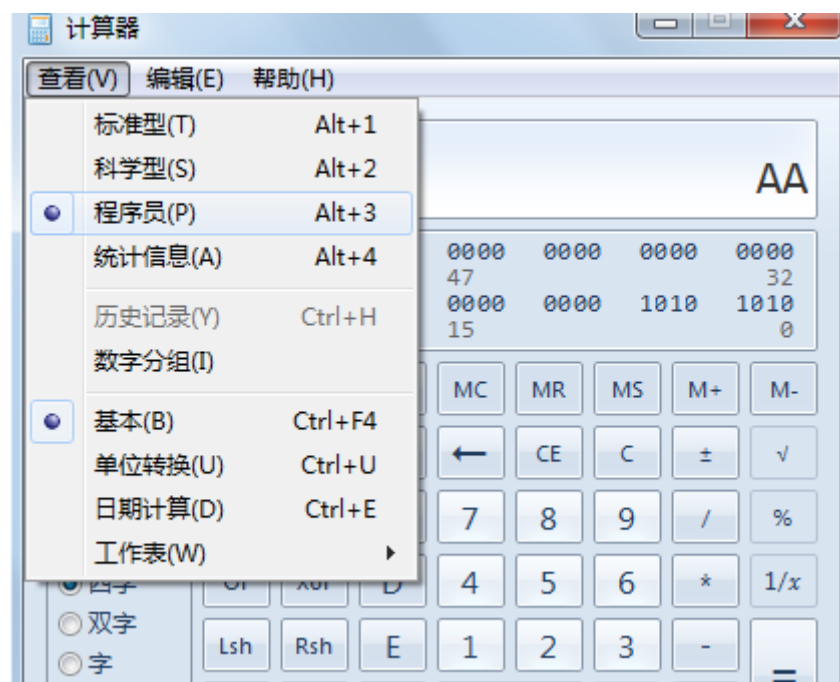 计算器
查看(V) 编辑(E) 帮助(H)
标准型(T) Alt+1
科学型(S) Alt+2
AA
程序员(P) Alt+3
统计信息(A) Alt+4
0000 0000 0000 0000
47 32
历史记录(Y) Ctrl+H
0000 0000 1010 1010
15 0
数字分组(I)
MC MR MS M+ M-
基本(B) Ctrl+F4
单位转换(U) Ctrl+U
← CE C ± √
日期计算(D) Ctrl+E
7 8 9 / %
工作表(W)
四字 Or Xor D 4 5 6 * 1/x
双字
Lsh Rsh E 1 2 3 - =
字